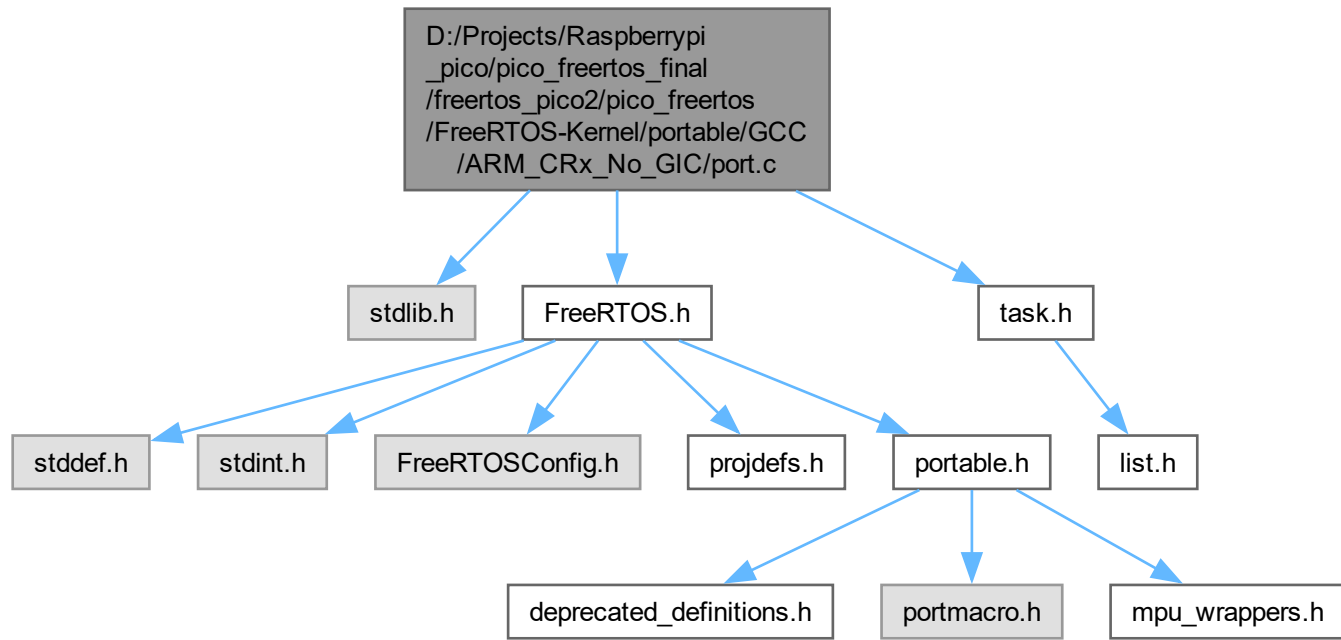 D:/Projects/Raspberrypi
_pico/pico_freertos_final
/freertos_pico2/pico_freertos
/FreeRTOS-Kernel/portable/GCC
/ARM_CRx_No_GIC/port.c
stdlib.h
FreeRTOS.h
task.h
stddef.h
stdint.h
FreeRTOSConfig.h
projdefs.h
portable.h
list.h
deprecated_definitions.h
portmacro.h
mpu_wrappers.h